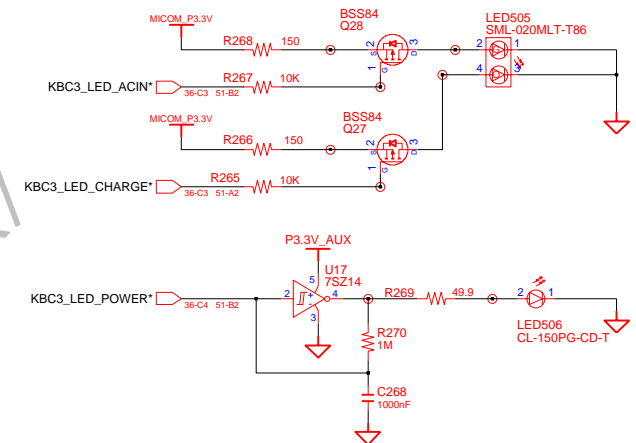 BSS84
Q28
LED505
SML-020MLT-T86
MICOM_P3.3V
R268 150
2 S D 3
2 1
1 G
4 3
KBC3_LED_ACIN* 36-C3 51-B2
R267 10K
MICOM_P3.3V
BSS84
Q27
R266 150
2 S D 3
1 G
KBC3_LED_CHARGE* 36-C3 51-A2
R265 10K
P3.3V_AUX
5 U17
7SZ14
KBC3_LED_POWER* 36-C4 51-B2
2 + - 4
3
R269 49.9
2 1
LED506
CL-150PG-CD-T
R270
1M
C268
1000nF